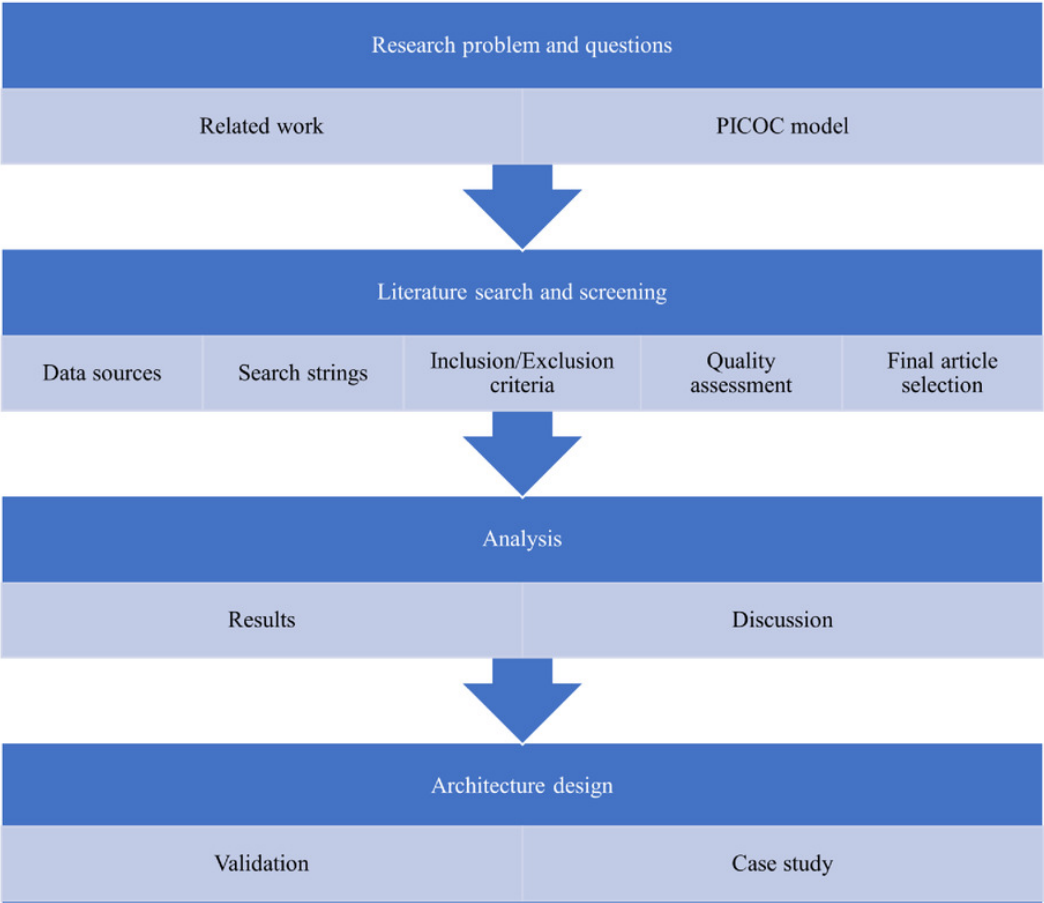 Research problem and questions
Related work
PICOC model
Literature search and screening
Data sources
Search strings
Inclusion/Exclusion
criteria
Quality
assessment
Final article
selection
Analysis
Results
Discussion
Architecture design
Validation
Case study